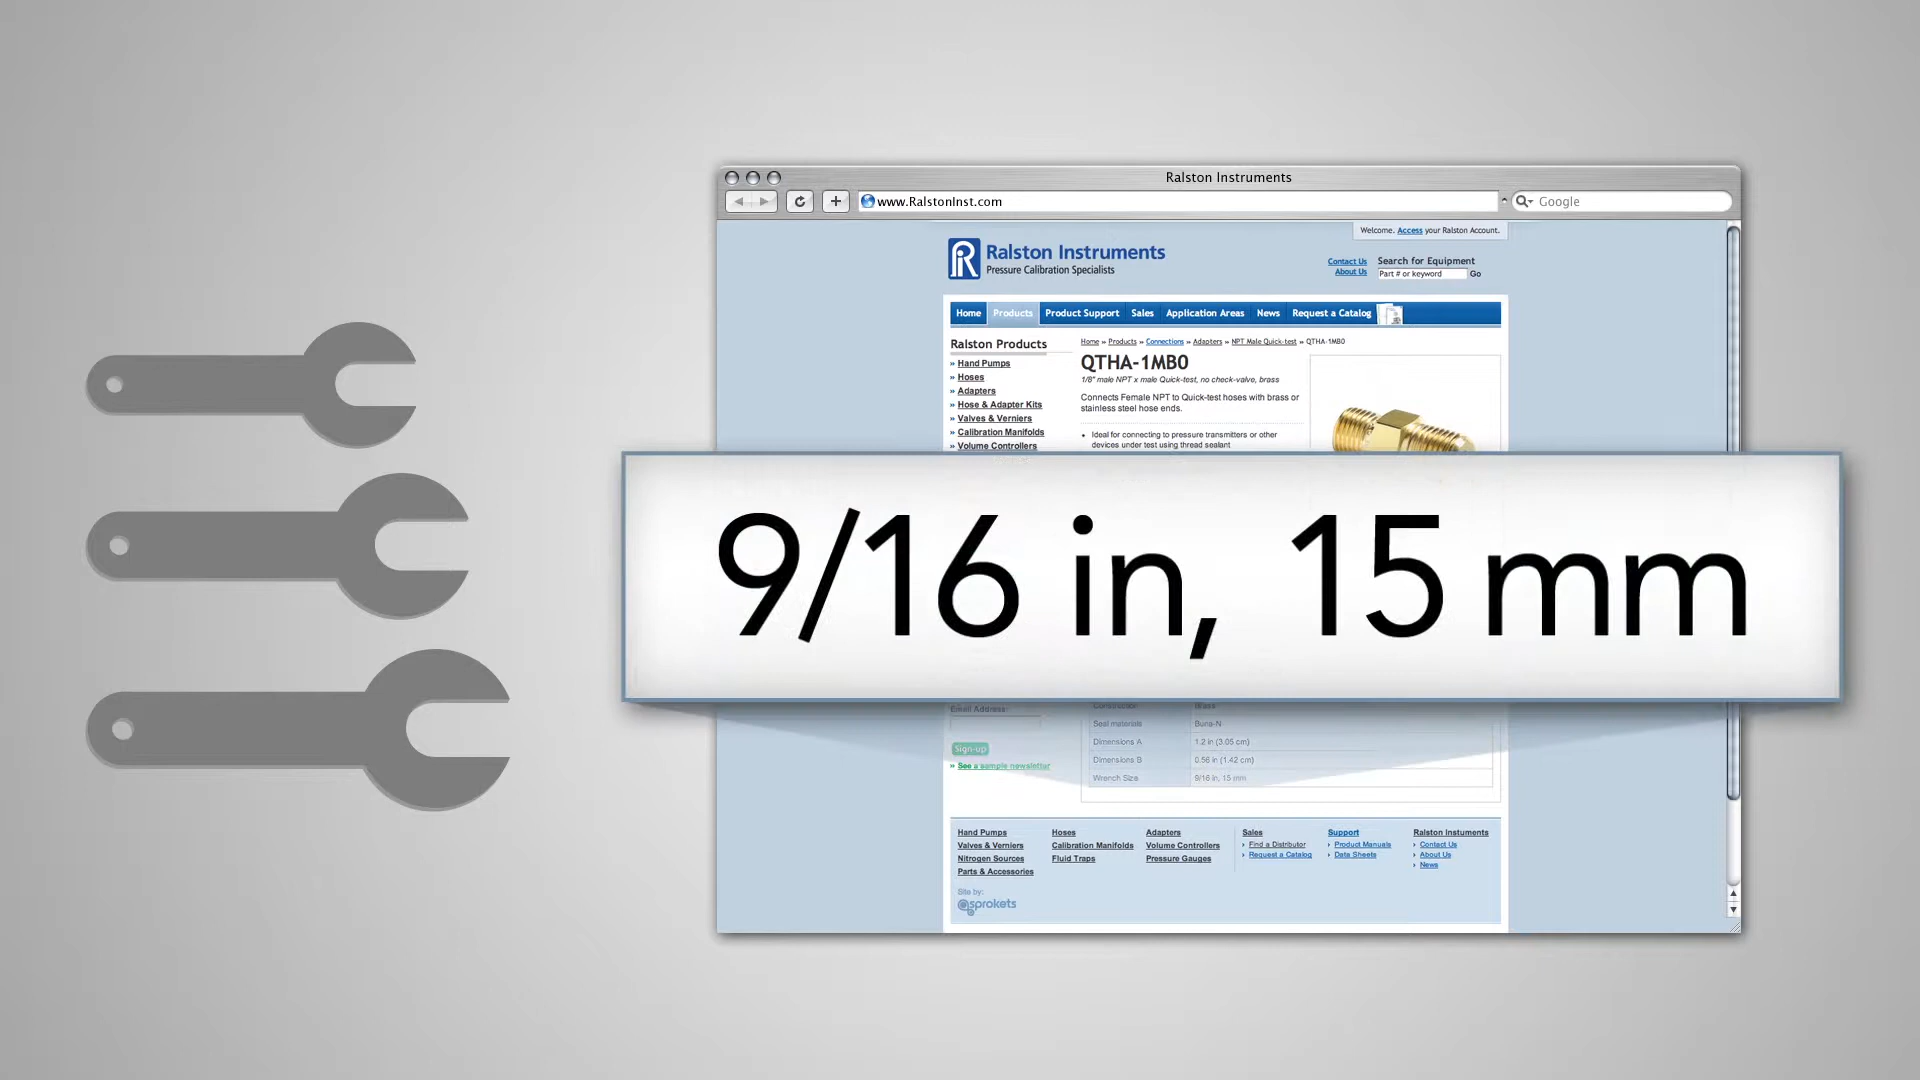 Ralston Instruments
www.RalstonInst.com
Google
Welcome. Access your Ralston Account.
Ralston Instruments
Pressure Calibration Specialists
Contact Us
About Us
Search for Equipment
Part # or keyword Go
Home Products Product Support Sales Application Areas News Request a Catalog
Ralston Products
» Hand Pumps
» Hoses
» Adapters
» Hose & Adapter Kits
» Valves & Verniers
» Calibration Manifolds
» Volume Controllers
Home » Products » Connections » Adapters » NPT Male Quick-test » QTHA-1MB0
QTHA-1MB0
1/8" male NPT x male Quick-test, no check-valve, brass
Connects Female NPT to Quick-test hoses with brass or
stainless steel hose ends.
• Ideal for connecting to pressure transmitters or other
devices under test using thread sealant
9/16 in, 15 mm
Email Address
Sign-up
» See a sample newsletter
Construction Brass
Seal materials Buna-N
Dimensions A 1.2 in (3.05 cm)
Dimensions B 0.56 in (1.42 cm)
Wrench Size 9/16 in, 15 mm
Hand Pumps
Valves & Verniers
Nitrogen Sources
Parts & Accessories
Hoses
Calibration Manifolds
Fluid Traps
Adapters
Volume Controllers
Pressure Gauges
Sales
› Find a Distributor
› Request a Catalog
Support
› Product Manuals
› Data Sheets
Ralston Instuments
› Contact Us
› About Us
› News
Site by:
sprokets